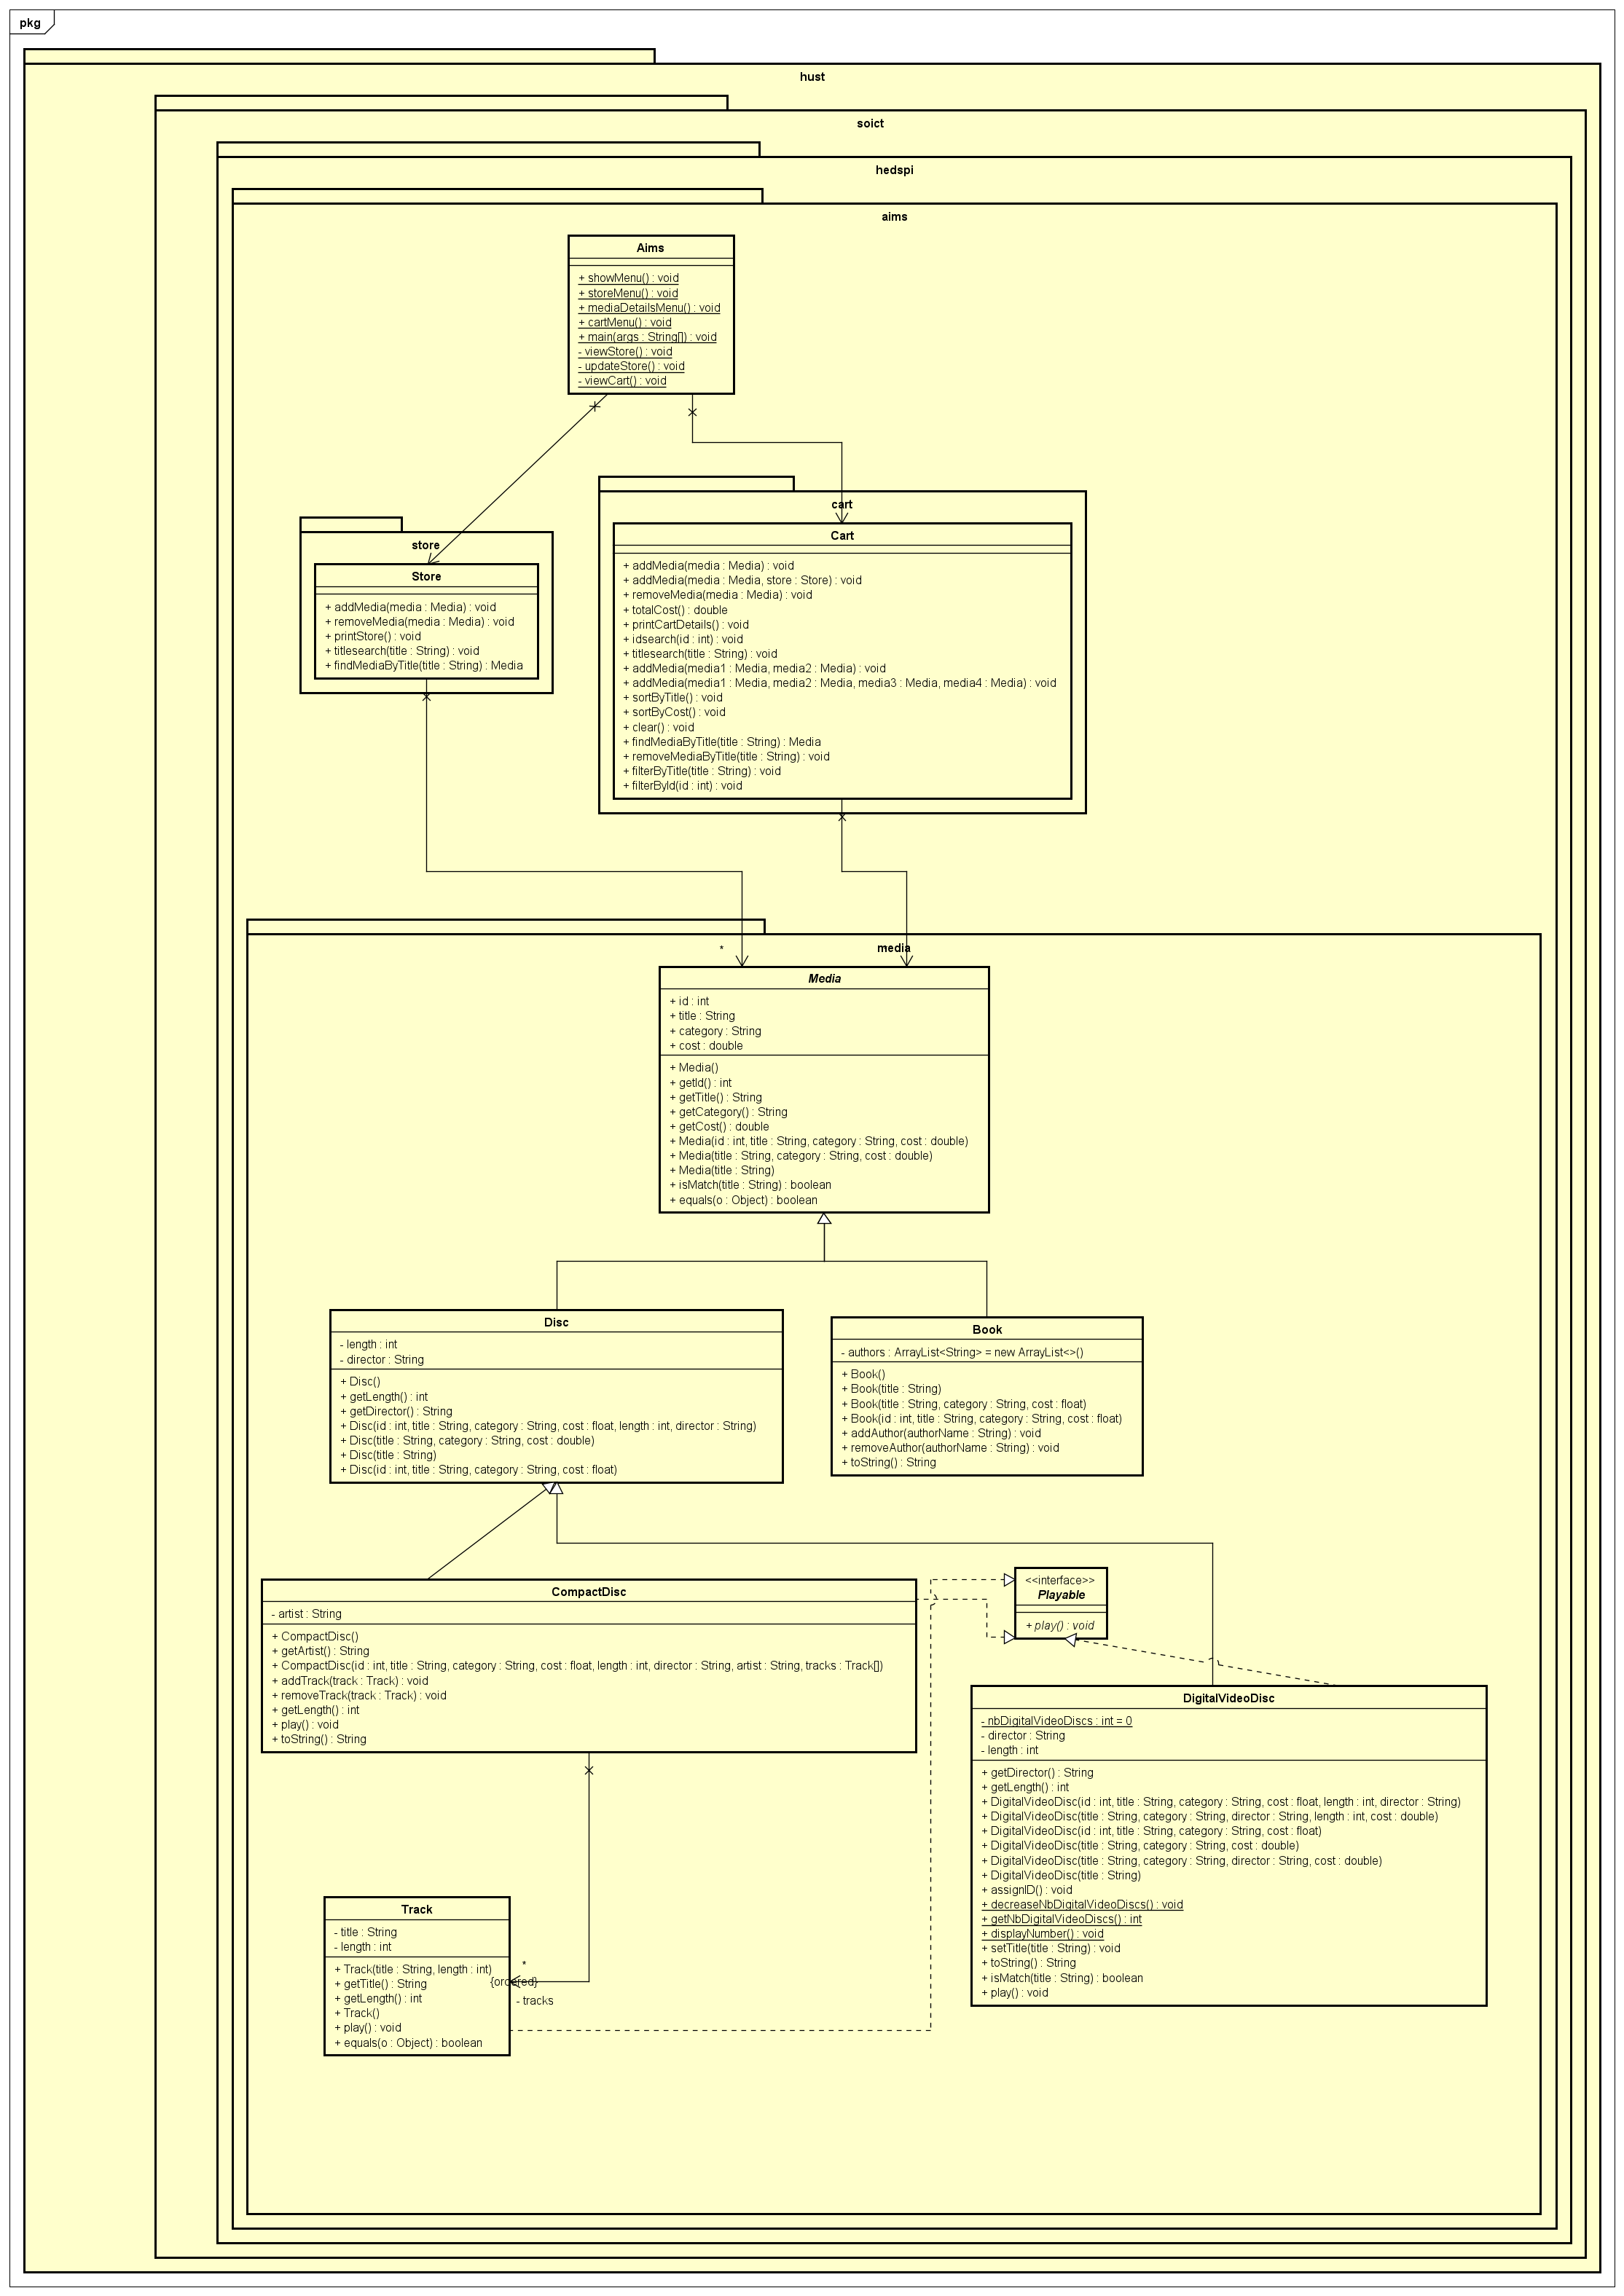 pkg
hust
soict
hedspi
aims
Aims
+ showMenu() : void
+ storeMenu() : void
+ mediaDetailsMenu() : void
+ cartMenu() : void
+ main(args : String[]) : void
- viewStore() : void
- updateStore() : void
- viewCart() : void
store
Store
+ addMedia(media : Media) : void
+ removeMedia(media : Media) : void
+ printStore() : void
+ titlesearch(title : String) : void
+ findMediaByTitle(title : String) : Media
cart
Cart
+ addMedia(media : Media) : void
+ addMedia(media : Media, store : Store) : void
+ removeMedia(media : Media) : void
+ totalCost() : double
+ printCartDetails() : void
+ idsearch(id : int) : void
+ titlesearch(title : String) : void
+ addMedia(media1 : Media, media2 : Media) : void
+ addMedia(media1 : Media, media2 : Media, media3 : Media, media4 : Media) : void
+ sortByTitle() : void
+ sortByCost() : void
+ clear() : void
+ findMediaByTitle(title : String) : Media
+ removeMediaByTitle(title : String) : void
+ filterByTitle(title : String) : void
+ filterById(id : int) : void
*
media
Media
+ id : int
+ title : String
+ category : String
+ cost : double
+ Media()
+ getId() : int
+ getTitle() : String
+ getCategory() : String
+ getCost() : double
+ Media(id : int, title : String, category : String, cost : double)
+ Media(title : String, category : String, cost : double)
+ Media(title : String)
+ isMatch(title : String) : boolean
+ equals(o : Object) : boolean
Disc
- length : int
- director : String
+ Disc()
+ getLength() : int
+ getDirector() : String
+ Disc(id : int, title : String, category : String, cost : float, length : int, director : String)
+ Disc(title : String, category : String, cost : double)
+ Disc(title : String)
+ Disc(id : int, title : String, category : String, cost : float)
Book
- authors : ArrayList<String> = new ArrayList<>()
+ Book()
+ Book(title : String)
+ Book(title : String, category : String, cost : float)
+ Book(id : int, title : String, category : String, cost : float)
+ addAuthor(authorName : String) : void
+ removeAuthor(authorName : String) : void
+ toString() : String
CompactDisc
- artist : String
+ CompactDisc()
+ getArtist() : String
+ CompactDisc(id : int, title : String, category : String, cost : float, length : int, director : String, artist : String, tracks : Track[])
+ addTrack(track : Track) : void
+ removeTrack(track : Track) : void
+ getLength() : int
+ play() : void
+ toString() : String
<<interface>>
Playable
+ play() : void
DigitalVideoDisc
- nbDigitalVideoDiscs : int = 0
- director : String
- length : int
+ getDirector() : String
+ getLength() : int
+ DigitalVideoDisc(id : int, title : String, category : String, cost : float, length : int, director : String)
+ DigitalVideoDisc(title : String, category : String, director : String, length : int, cost : double)
+ DigitalVideoDisc(id : int, title : String, category : String, cost : float)
+ DigitalVideoDisc(title : String, category : String, cost : double)
+ DigitalVideoDisc(title : String, category : String, director : String, cost : double)
+ DigitalVideoDisc(title : String)
+ assignID() : void
+ decreaseNbDigitalVideoDiscs() : void
+ getNbDigitalVideoDiscs() : int
+ displayNumber() : void
+ setTitle(title : String) : void
+ toString() : String
+ isMatch(title : String) : boolean
+ play() : void
Track
- title : String
- length : int
+ Track(title : String, length : int)
+ getTitle() : String
+ getLength() : int
+ Track()
+ play() : void
+ equals(o : Object) : boolean
*
{ordered}
- tracks